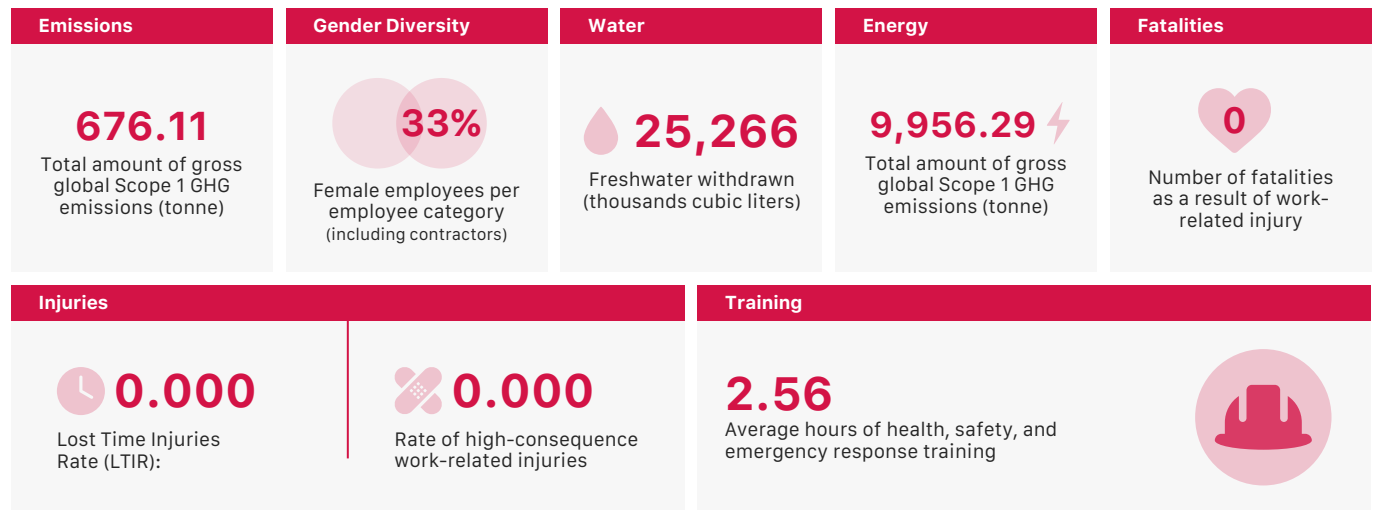 Emissions
676.11
Total amount of gross
global Scope 1 GHG
emissions (tonne)
Gender Diversity
33%
Female employees per
employee category
(including contractors)
Water
25,266
Freshwater withdrawn
(thousands cubic liters)
Energy
9,956.29
Total amount of gross
global Scope 1 GHG
emissions (tonne)
Fatalities
0
Number of fatalities
as a result of work-
related injury
Injuries
0.000
Lost Time Injuries
Rate (LTIR):
0.000
Rate of high-consequence
work-related injuries
Training
2.56
Average hours of health, safety, and
emergency response training